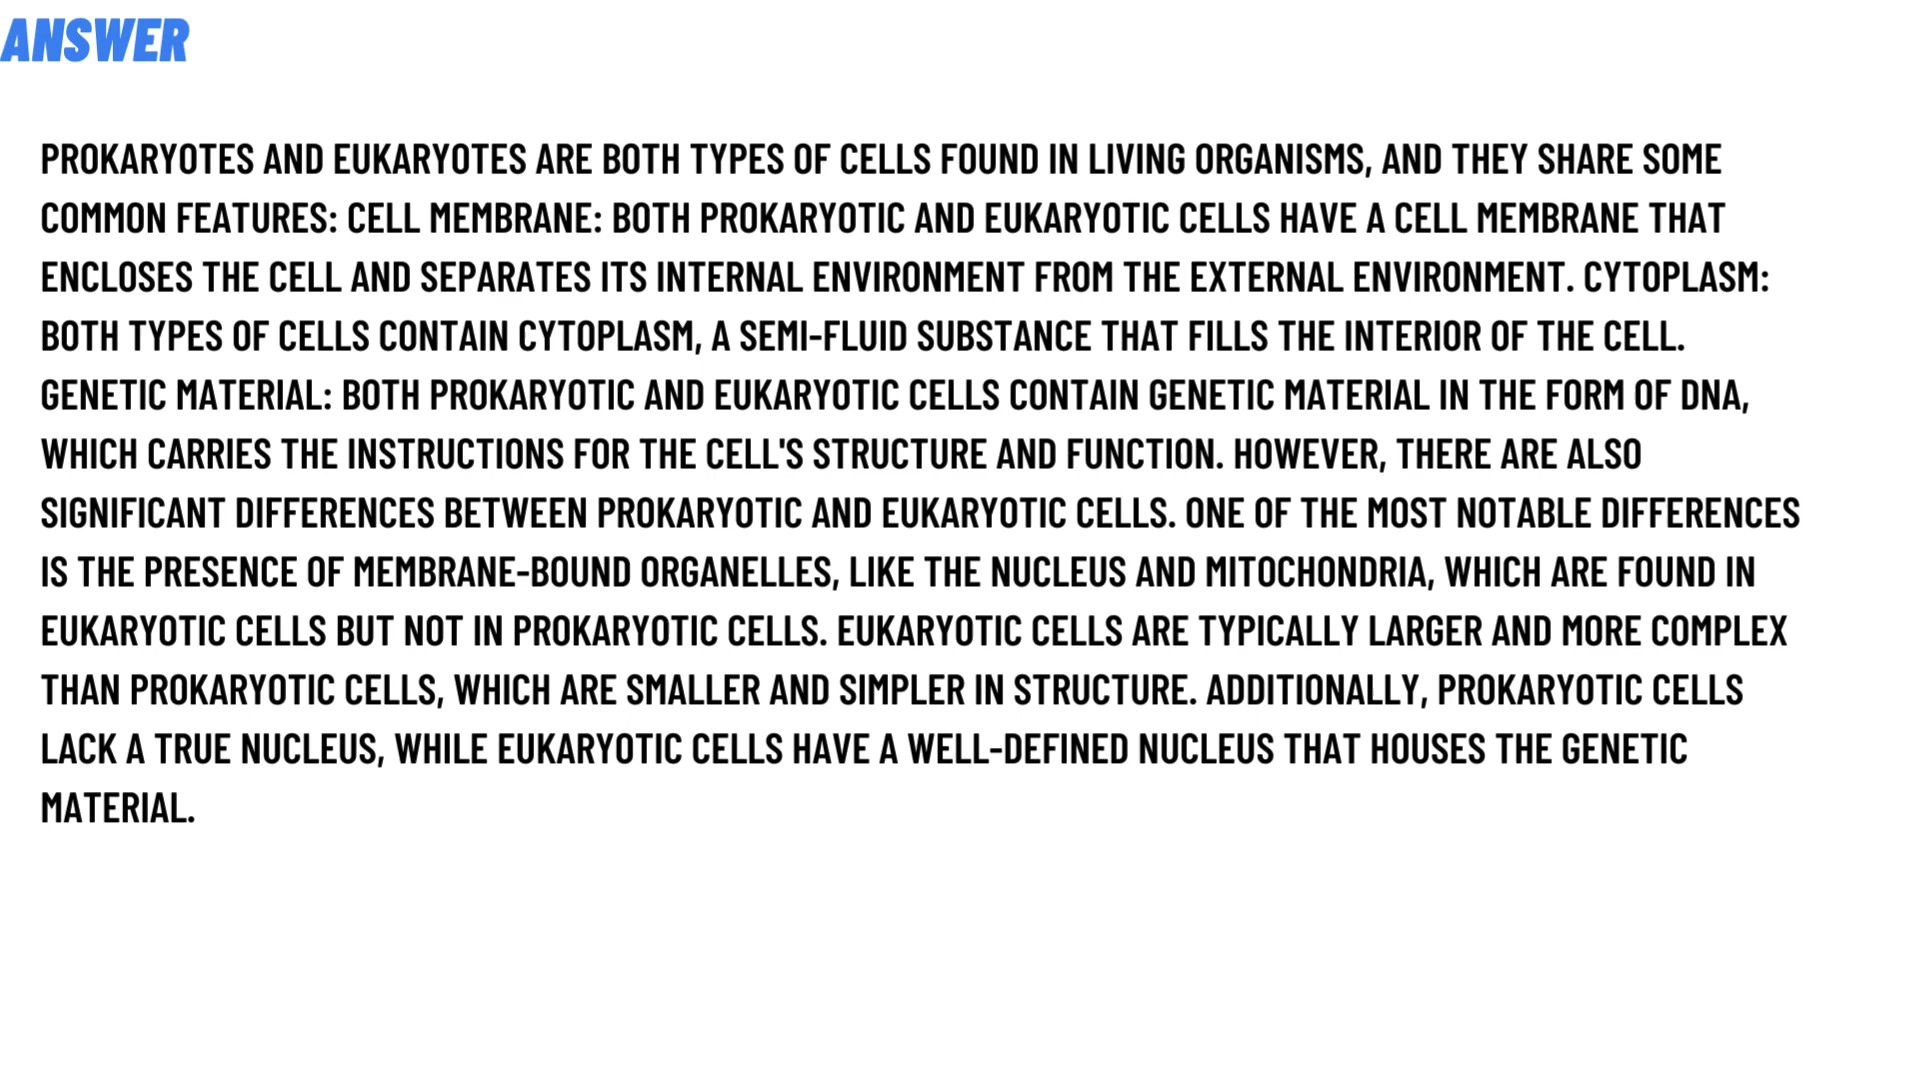 ANSWER
PROKARYOTES AND EUKARYOTES ARE BOTH TYPES OF CELLS FOUND IN LIVING ORGANISMS, AND THEY SHARE SOME
COMMON FEATURES: CELL MEMBRANE: BOTH PROKARYOTIC AND EUKARYOTIC CELLS HAVE A CELL MEMBRANE THAT
ENCLOSES THE CELL AND SEPARATES ITS INTERNAL ENVIRONMENT FROM THE EXTERNAL ENVIRONMENT. CYTOPLASM:
BOTH TYPES OF CELLS CONTAIN CYTOPLASM, A SEMI-FLUID SUBSTANCE THAT FILLS THE INTERIOR OF THE CELL.
GENETIC MATERIAL: BOTH PROKARYOTIC AND EUKARYOTIC CELLS CONTAIN GENETIC MATERIAL IN THE FORM OF DNA,
WHICH CARRIES THE INSTRUCTIONS FOR THE CELL'S STRUCTURE AND FUNCTION. HOWEVER, THERE ARE ALSO
SIGNIFICANT DIFFERENCES BETWEEN PROKARYOTIC AND EUKARYOTIC CELLS. ONE OF THE MOST NOTABLE DIFFERENCES
IS THE PRESENCE OF MEMBRANE-BOUND ORGANELLES, LIKE THE NUCLEUS AND MITOCHONDRIA, WHICH ARE FOUND IN
EUKARYOTIC CELLS BUT NOT IN PROKARYOTIC CELLS. EUKARYOTIC CELLS ARE TYPICALLY LARGER AND MORE COMPLEX
THAN PROKARYOTIC CELLS, WHICH ARE SMALLER AND SIMPLER IN STRUCTURE. ADDITIONALLY, PROKARYOTIC CELLS
LACK A TRUE NUCLEUS, WHILE EUKARYOTIC CELLS HAVE A WELL-DEFINED NUCLEUS THAT HOUSES THE GENETIC
MATERIAL.